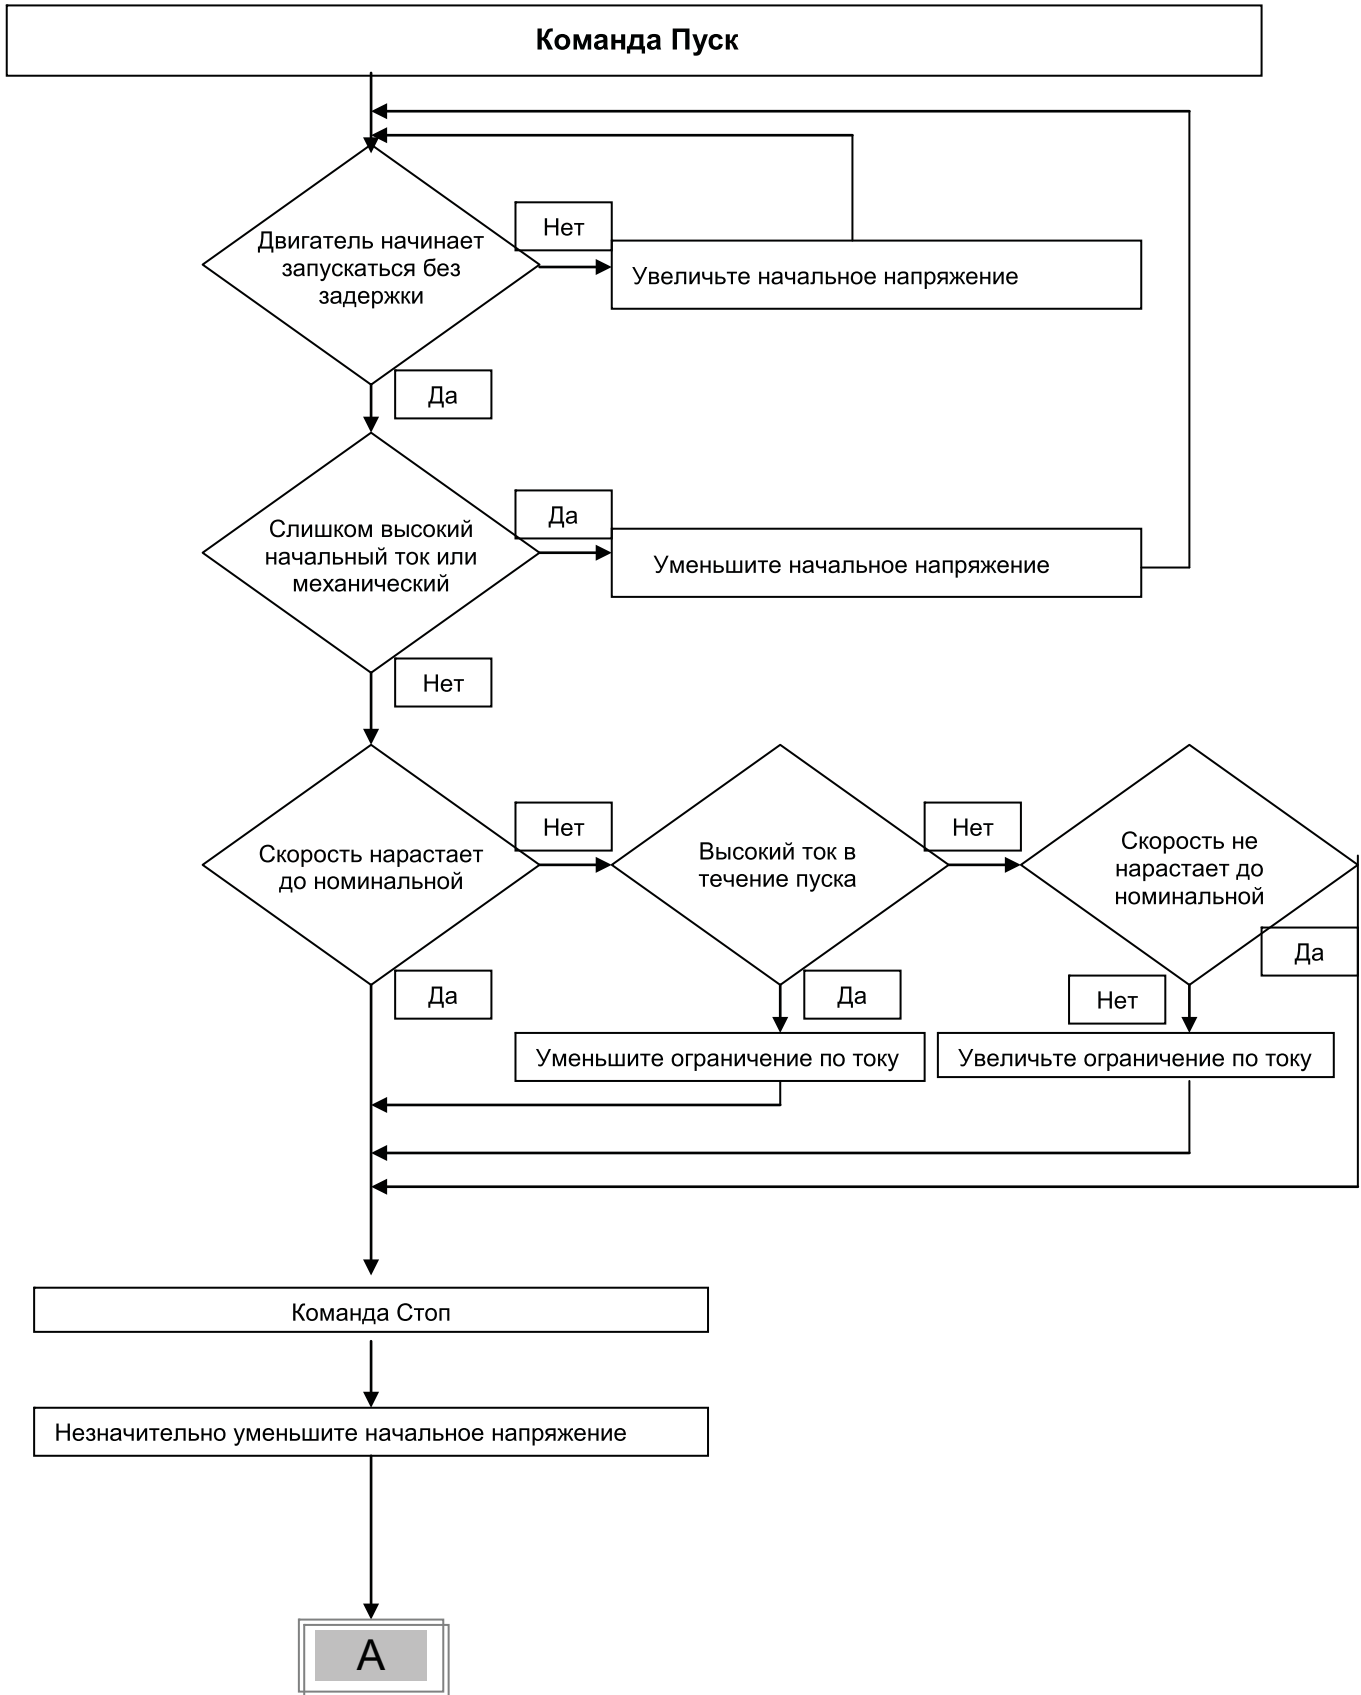 Команда Пуск
Нет
Двигатель начинает
запускаться без
задержки
Увеличьте начальное напряжение
Да
Да
Слишком высокий
начальный ток или
механический
Уменьшите начальное напряжение
Нет
Нет
Нет
Скорость нарастает
до номинальной
Высокий ток в
течение пуска
Скорость не
нарастает до
номинальной
Да
Да
Да
Нет
Уменьшите ограничение по току
Увеличьте ограничение по току
Команда Стоп
Незначительно уменьшите начальное напряжение
А